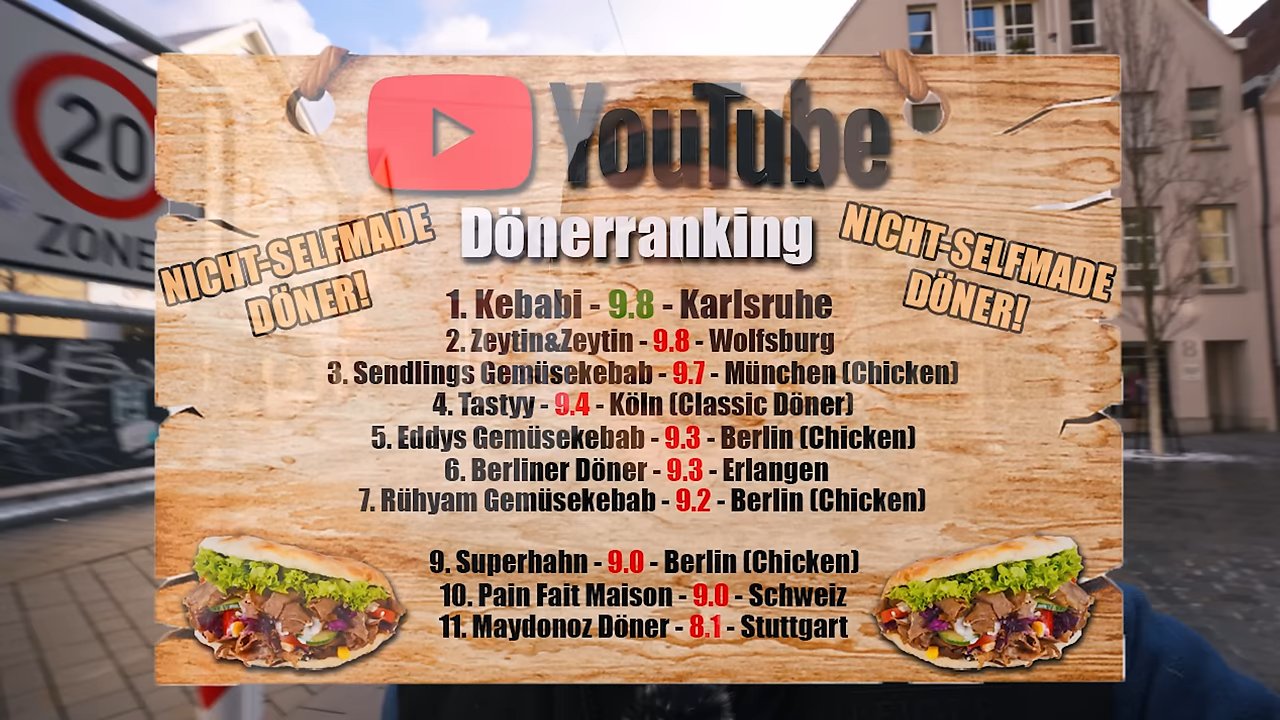 20
ZONE
YouTube
Dönerranking
NICHT-SELFMADE
DÖNER!
NICHT-SELFMADE
DÖNER!
1. Kebabi - 9.8 - Karlsruhe
2. Zeytin&Zeytin - 9.8 - Wolfsburg
3. Sendlings Gemüsekebab - 9.7 - München (Chicken)
4. Tastyy - 9.4 - Köln (Classic Döner)
5. Eddys Gemüsekebab - 9.3 - Berlin (Chicken)
6. Berliner Döner - 9.3 - Erlangen
7. Rühyam Gemüsekebab - 9.2 - Berlin (Chicken)
9. Superhahn - 9.0 - Berlin (Chicken)
10. Pain Fait Maison - 9.0 - Schweiz
11. Maydonoz Döner - 8.1 - Stuttgart